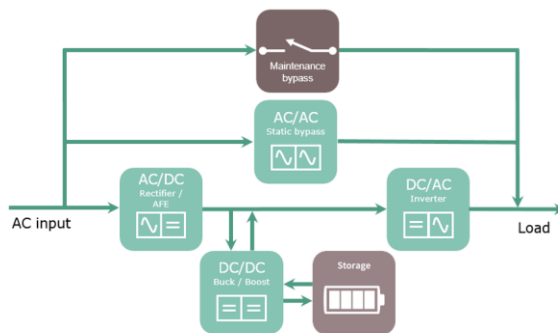 Maintenance
bypass
AC/AC
Static bypass
AC/DC
Rectifier /
AFE
DC/AC
Inverter
AC input
Load
DC/DC
Buck / Boost
Storage